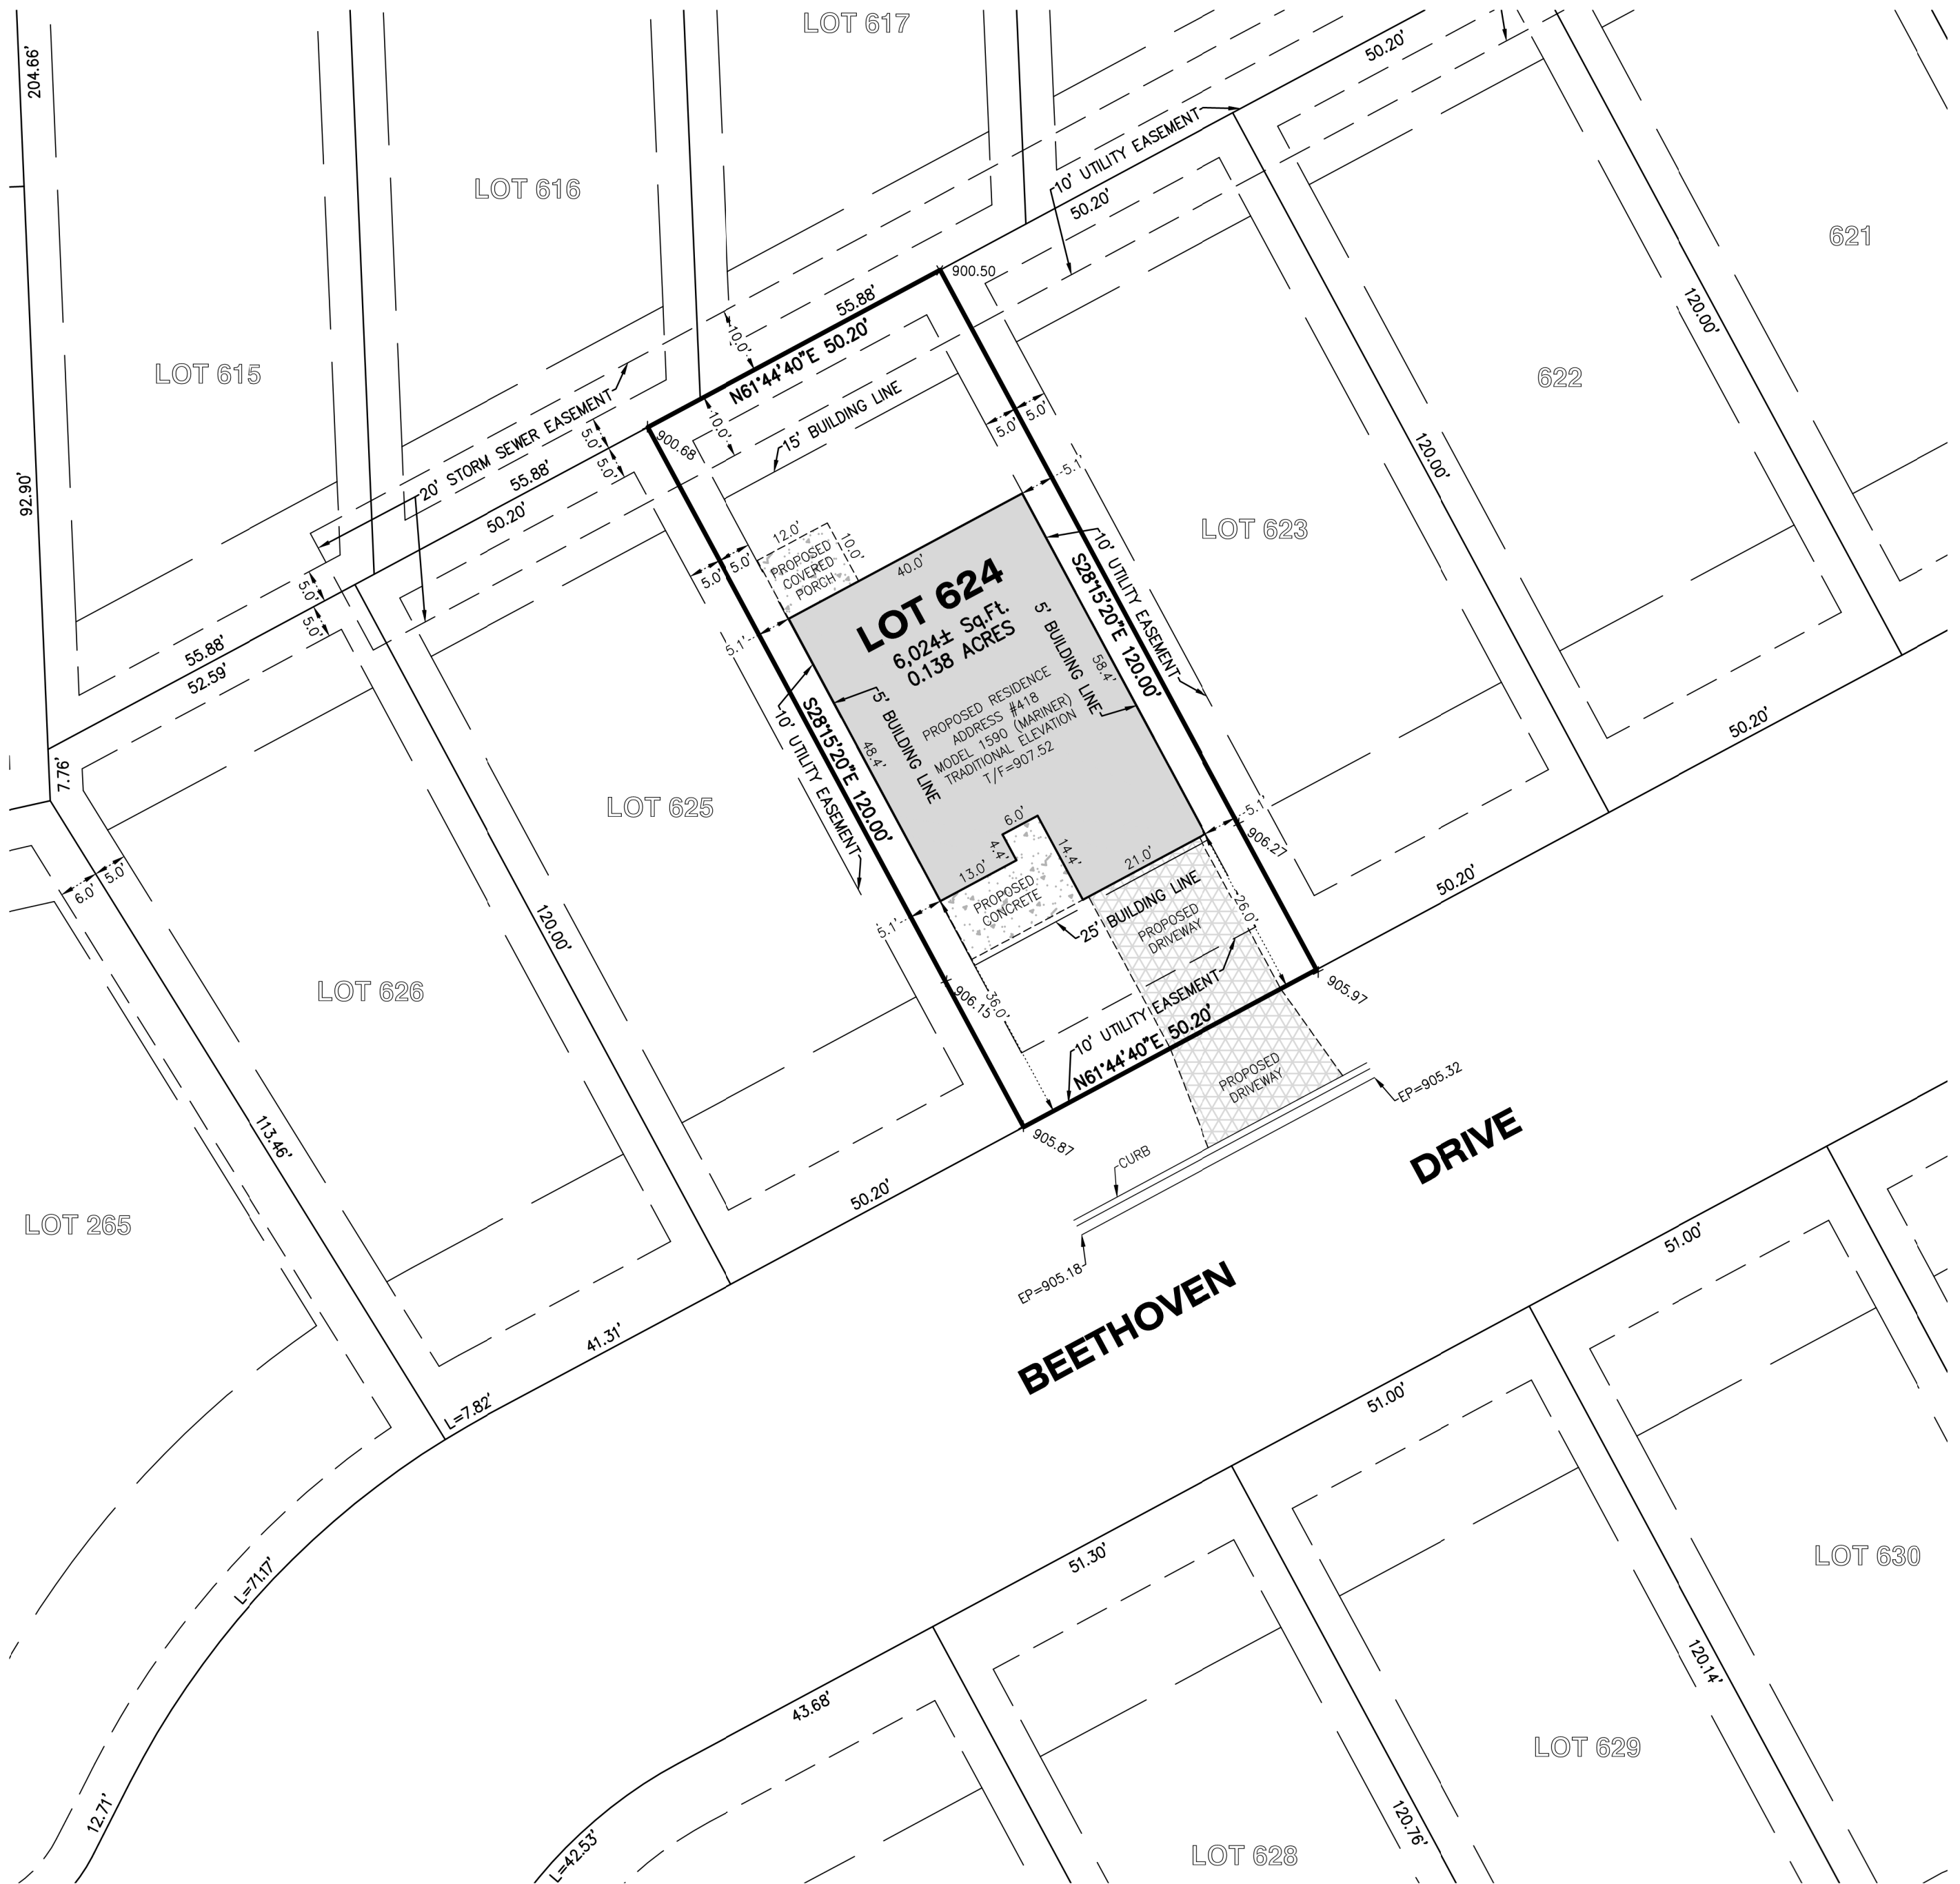 LOT 617
204.66'
50.20'
LOT 616
10' UTILITY EASEMENT
50.20'
621
900.50
55.88'
10.0'
N61°44'40"E 50.20'
120.00'
LOT 615
622
15' BUILDING LINE
20' STORM SEWER EASEMENT
5.0'
5.0'
10.0'
900.68
5.0'
5.0'
120.00'
5.1'
92.90'
55.88'
50.20'
LOT 623
12.0'
10.0'
PROPOSED
COVERED
PORCH
5.0'
5.0'
40.0'
10' UTILITY EASEMENT
S28°15'20"E 120.00'
5.0'
5.0'
LOT 624
6,024± Sq.Ft.
0.138 ACRES
5' BUILDING LINE
58.4'
5.1'
55.88'
52.59'
PROPOSED RESIDENCE
ADDRESS #418
MODEL 1590 (MARINER)
TRADITIONAL ELEVATION
T/F=907.52
5' BUILDING LINE
48.4'
10' UTILITY EASEMENT
S28°15'20"E 120.00'
50.20'
7.76'
LOT 625
6.0'
4.4'
14.4'
13.0'
21.0'
5.1'
906.27
50.20'
6.0'
5.0'
PROPOSED
CONCRETE
25' BUILDING LINE
PROPOSED
DRIVEWAY
26.0'
5.1'
120.00'
LOT 626
906.15
36.0'
10' UTILITY EASEMENT
N61°44'40"E 50.20'
905.97
PROPOSED
DRIVEWAY
EP=905.32
905.87
CURB
113.46'
50.20'
DRIVE
LOT 265
EP=905.18
BEETHOVEN
41.31'
L=7.82'
51.00'
51.00'
51.30'
LOT 630
L=71.17'
120.14'
43.68'
LOT 629
12.71'
120.76'
L=42.53'
LOT 628